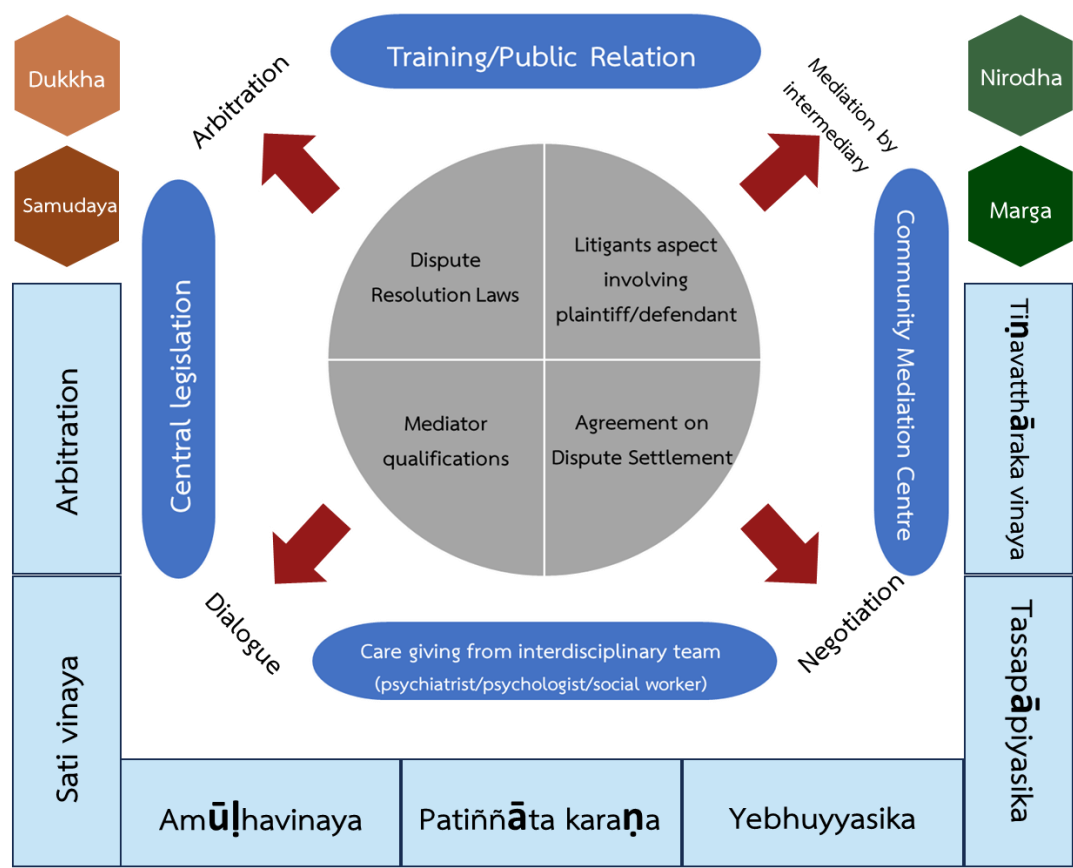 Dukkha
Samudaya
Training/Public Relation
Nirodha
Marga
Arbitration
Mediation by
intermediary
Central legislation
Community Mediation Centre
Dispute
Resolution Laws
Litigants aspect
involving
plaintiff/defendant
Mediator
qualifications
Agreement on
Dispute Settlement
Dialogue
Negotiation
Care giving from interdisciplinary team
(psychiatrist/psychologist/social worker)
Arbitration
Sati vinaya
Amūḷhavinaya
Patiññāta karaṇa
Yebhuyyasika
Tassapāpiyasika
Tiṇavatthāraka vinaya